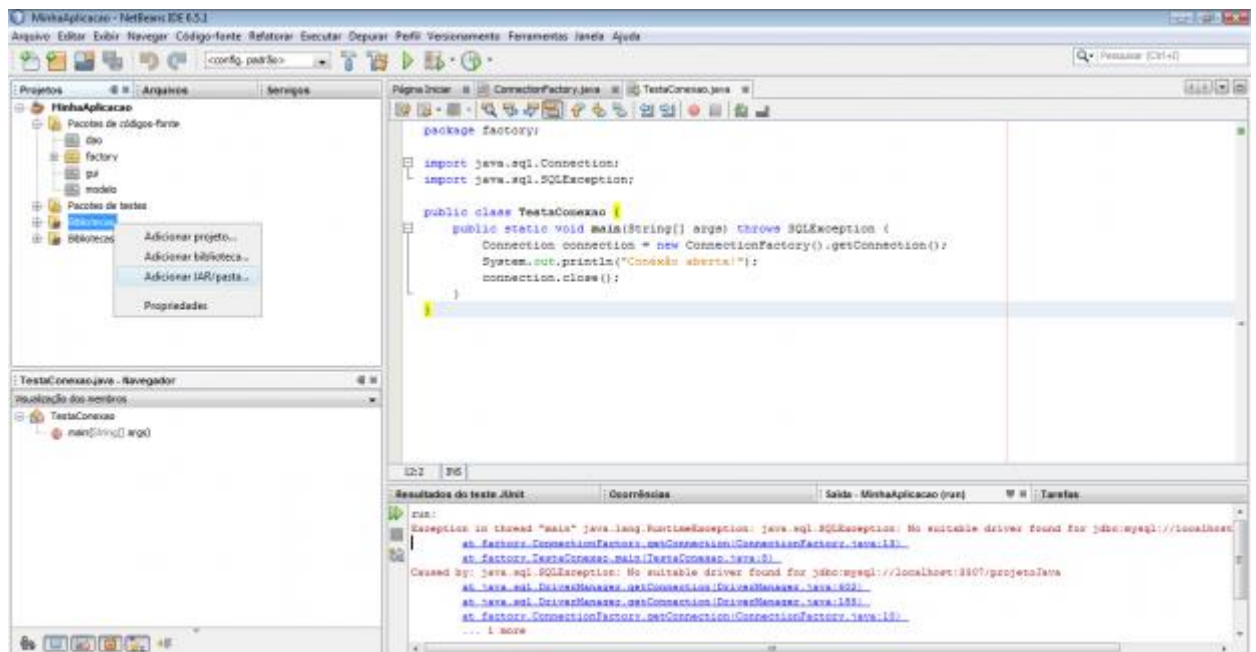 MinhaAplicacao - NetBeans IDE 6.5.1
Arquivo Editar Exibir Navegar Código-fonte Refatorar Executar Depurar Perfil Versionamento Ferramentas Janela Ajuda
<config. padrão>
Pesquisar (Ctrl+I)
Projetos Arquivos Serviços
Página Inicial ConnectionFactory.java TestaConexao.java
MinhaAplicacao
Pacotes de códigos-fonte
dao
factory
gui
modelo
Pacotes de testes
Bibliotecas
Bibliotecas
Adicionar projeto...
Adicionar biblioteca...
Adicionar JAR/pasta...
Propriedades
package factory;
import java.sql.Connection;
import java.sql.SQLException;
public class TestaConexao {
public static void main(String[] args) throws SQLException {
Connection connection = new ConnectionFactory().getConnection();
System.out.println("Conexão aberta!");
connection.close();
}
}
TestaConexao.java - Navegador
Visualização dos membros
TestaConexao
main(String[] args)
12:2 INS
Resultados do teste JUnit Ocorrências Saída - MinhaAplicacao (run) Tarefas
run:
Exception in thread "main" java.lang.RuntimeException: java.sql.SQLException: No suitable driver found for jdbc:mysql://localhost
at factory.ConnectionFactory.getConnection(ConnectionFactory.java:13)
at factory.TestaConexao.main(TestaConexao.java:8)
Caused by: java.sql.SQLException: No suitable driver found for jdbc:mysql://localhost:3307/projetoJava
at java.sql.DriverManager.getConnection(DriverManager.java:602)
at java.sql.DriverManager.getConnection(DriverManager.java:185)
at factory.ConnectionFactory.getConnection(ConnectionFactory.java:10)
... 1 more